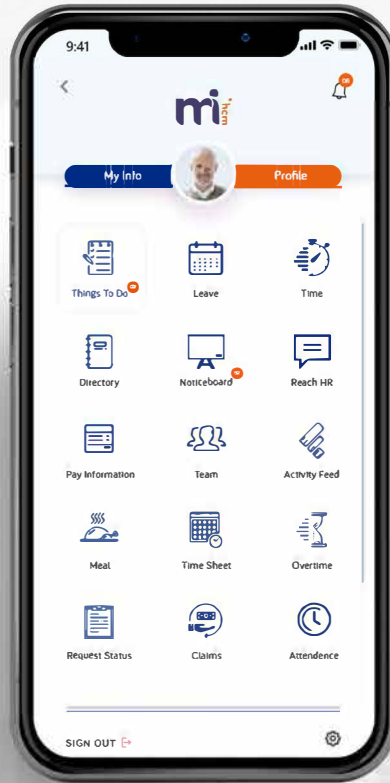 9:41
mi hcm
My Info Profile
Things To Do Leave Time
Directory Noticeboard Reach HR
Pay Information Team Activity Feed
Meal Time Sheet Overtime
Request Status Claims Attendence
SIGN OUT